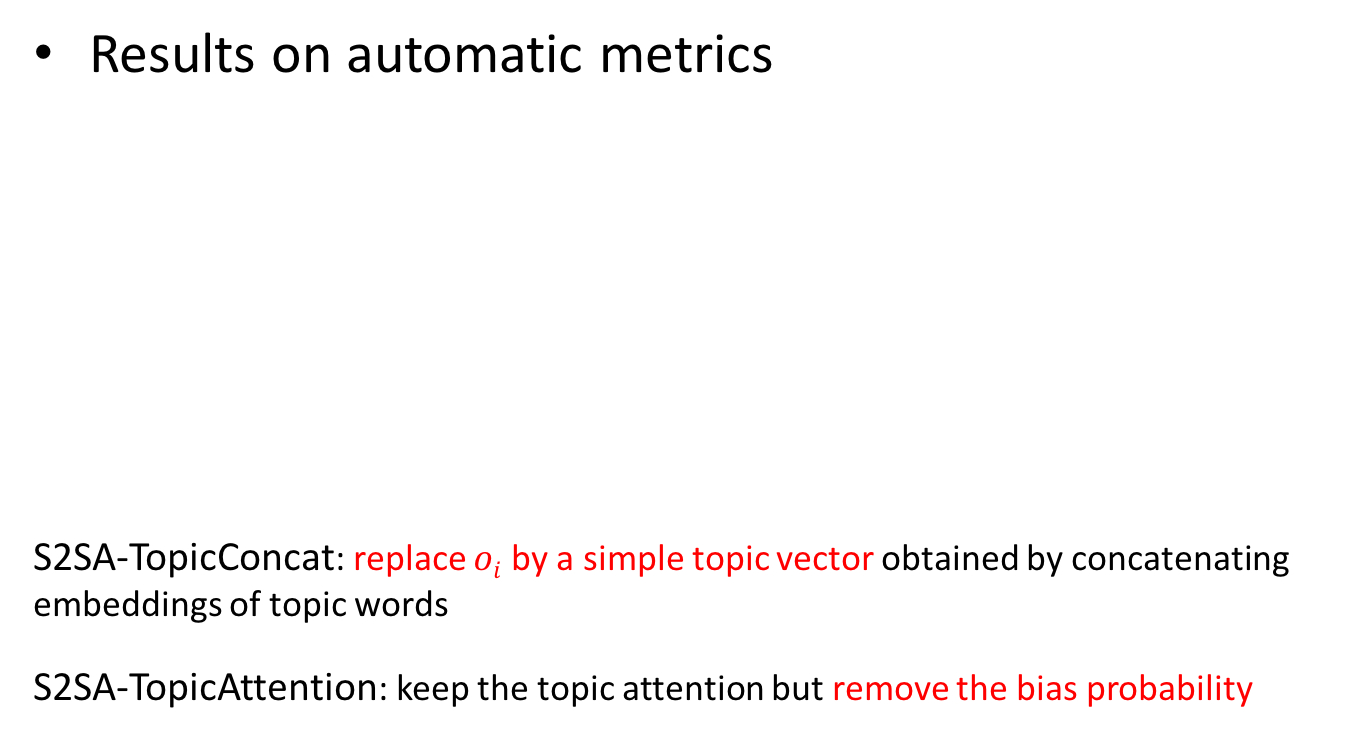 • Results on automatic metrics
S2SA-TopicConcat: replace oᵢ by a simple topic vector obtained by concatenating
embeddings of topic words
S2SA-TopicAttention: keep the topic attention but remove the bias probability